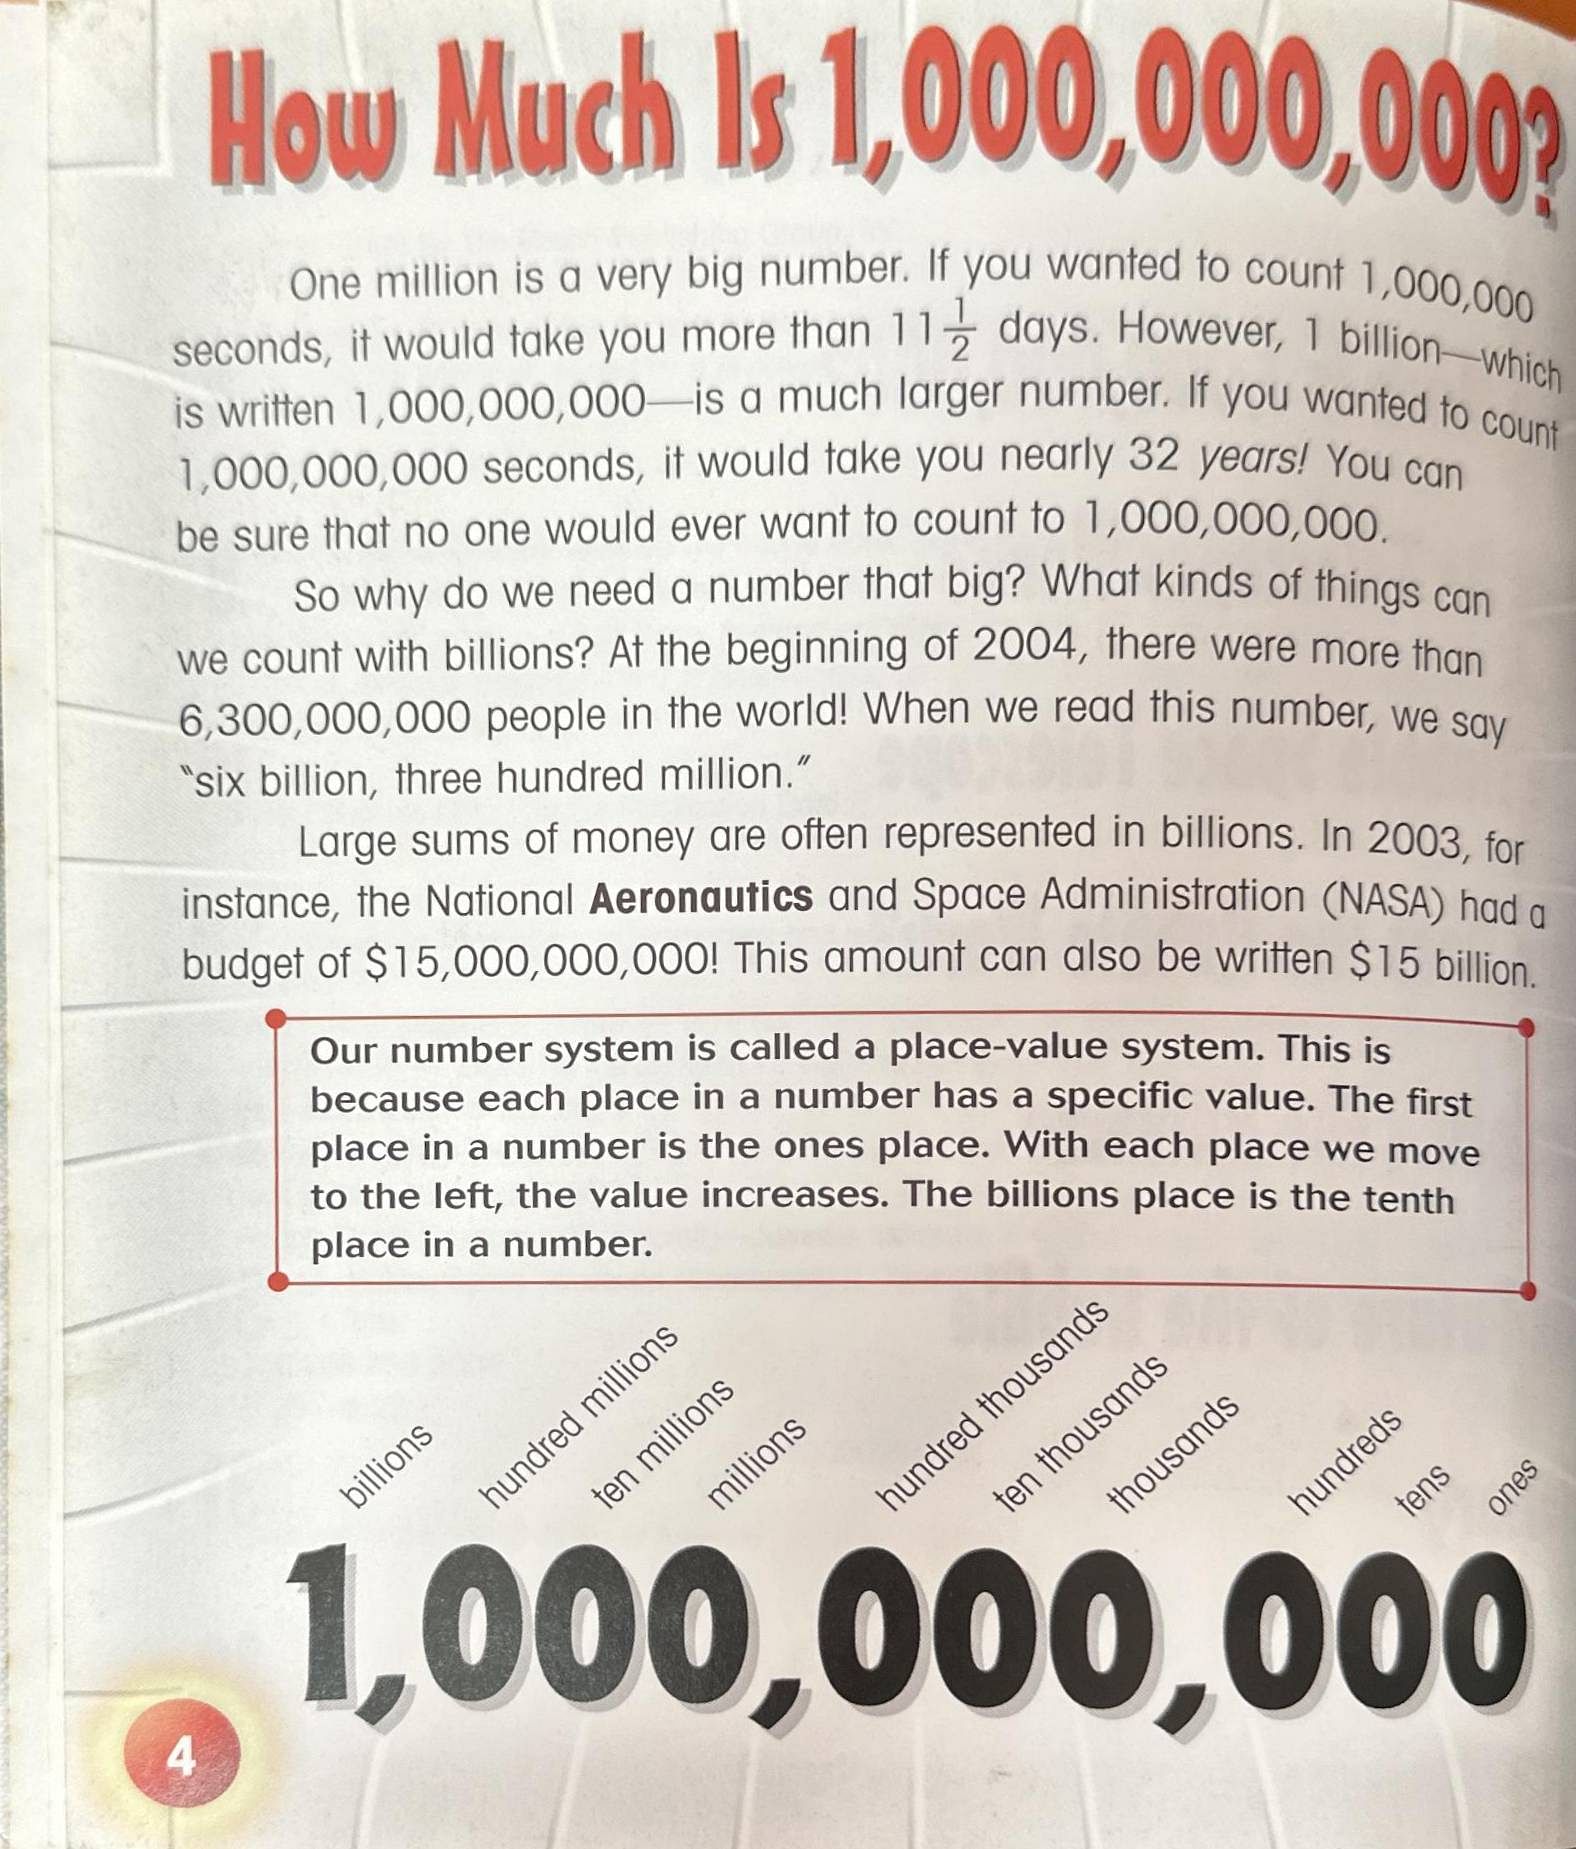 How Much Is 1,000,000,000?
One million is a very big number. If you wanted to count 1,000,000
seconds, it would take you more than 11 1/2 days. However, 1 billion—which
is written 1,000,000,000—is a much larger number. If you wanted to count
1,000,000,000 seconds, it would take you nearly 32 years! You can
be sure that no one would ever want to count to 1,000,000,000.
So why do we need a number that big? What kinds of things can
we count with billions? At the beginning of 2004, there were more than
6,300,000,000 people in the world! When we read this number, we say
“six billion, three hundred million.”
Large sums of money are often represented in billions. In 2003, for
instance, the National Aeronautics and Space Administration (NASA) had a
budget of $15,000,000,000! This amount can also be written $15 billion.
Our number system is called a place-value system. This is
because each place in a number has a specific value. The first
place in a number is the ones place. With each place we move
to the left, the value increases. The billions place is the tenth
place in a number.
billions
hundred millions
ten millions
millions
hundred thousands
ten thousands
thousands
hundreds
tens
ones
1,000,000,000
4